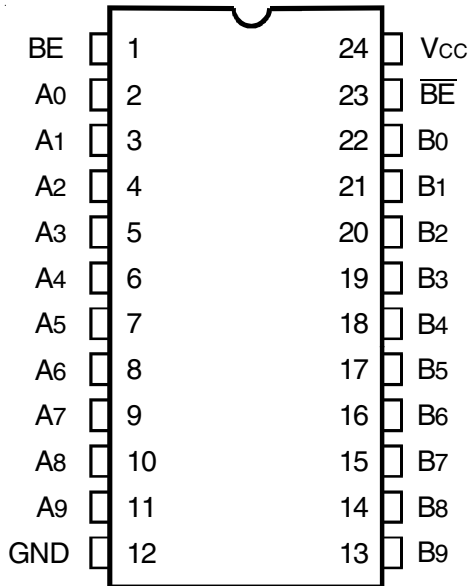 BE 1 24 VCC
A0 2 23 B̅E̅
A1 3 22 B0
A2 4 21 B1
A3 5 20 B2
A4 6 19 B3
A5 7 18 B4
A6 8 17 B5
A7 9 16 B6
A8 10 15 B7
A9 11 14 B8
GND 12 13 B9